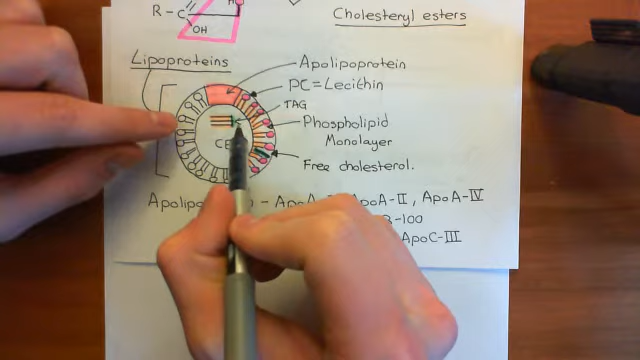 R-C
OH
Cholesteryl esters
Lipoproteins
Apolipoprotein
PC = Lecithin
TAG
Phospholipid
Monolayer
CE
Free cholesterol.
ApoA-II, ApoA-IV
-100
ApoC-III